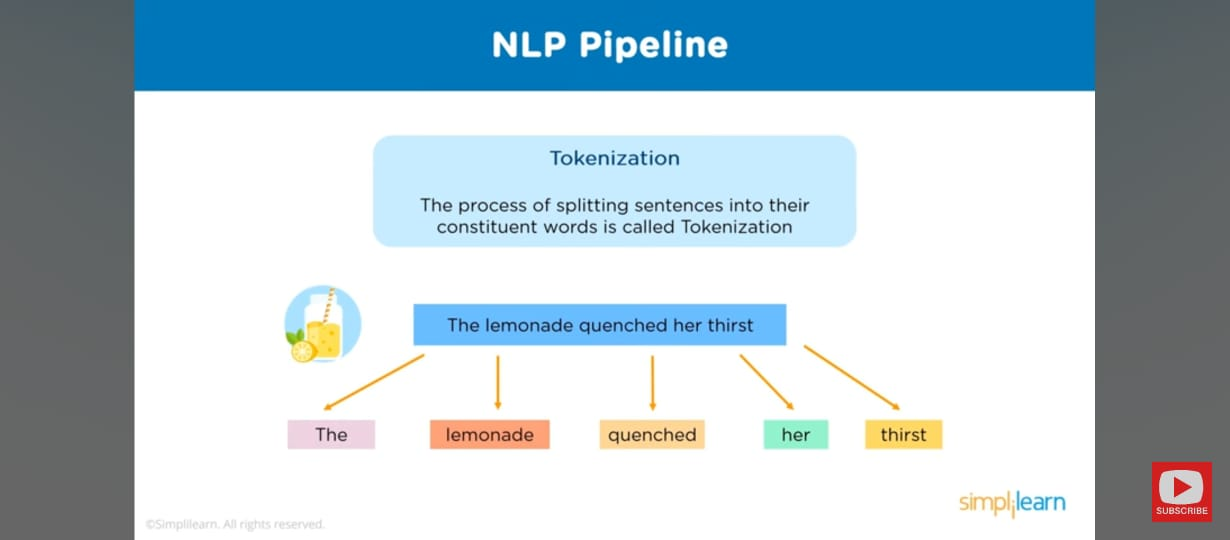 NLP Pipeline
Tokenization
The process of splitting sentences into their
constituent words is called Tokenization
The lemonade quenched her thirst
The
lemonade
quenched
her
thirst
simplilearn
SUBSCRIBE
©Simplilearn. All rights reserved.